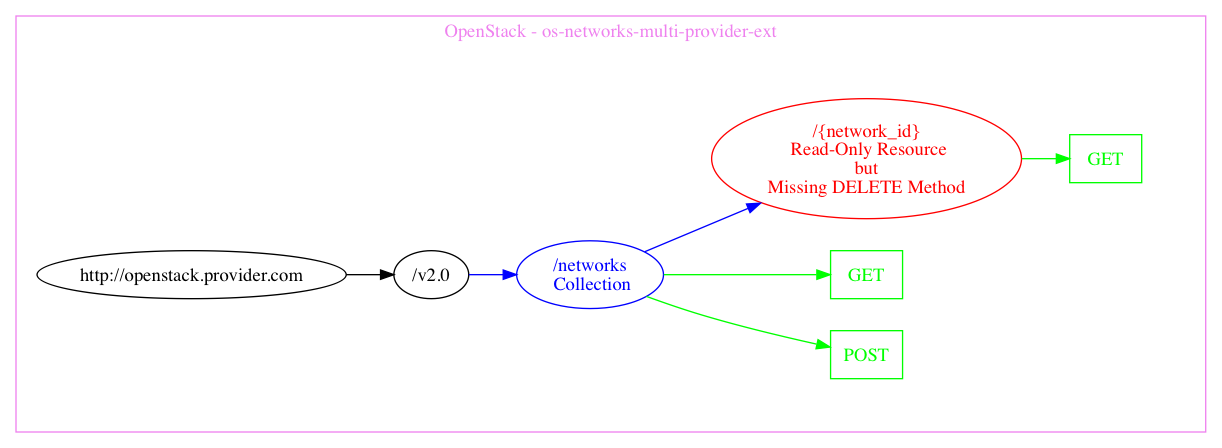 OpenStack - os-networks-multi-provider-ext
/{network_id}
Read-Only Resource
but
Missing DELETE Method
GET
http://openstack.provider.com
/v2.0
/networks
Collection
GET
POST